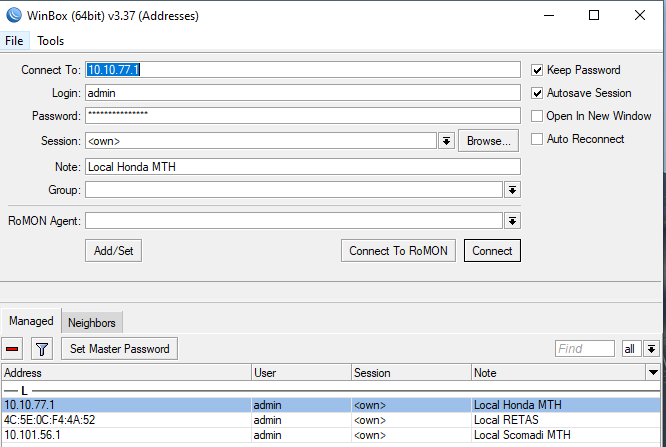 WinBox (64bit) v3.37 (Addresses)
File Tools
Connect To: 10.10.77.1
Keep Password
Login: admin
Autosave Session
Password: ***************
Open In New Window
Session: <own> Browse...
Auto Reconnect
Note: Local Honda MTH
Group:
RoMON Agent:
Add/Set Connect To RoMON Connect
Managed Neighbors
Set Master Password Find all
Address User Session Note
L
10.10.77.1 admin <own> Local Honda MTH
4C:5E:0C:F4:4A:52 admin <own> Local RETAS
10.101.56.1 admin <own> Local Scomadi MTH